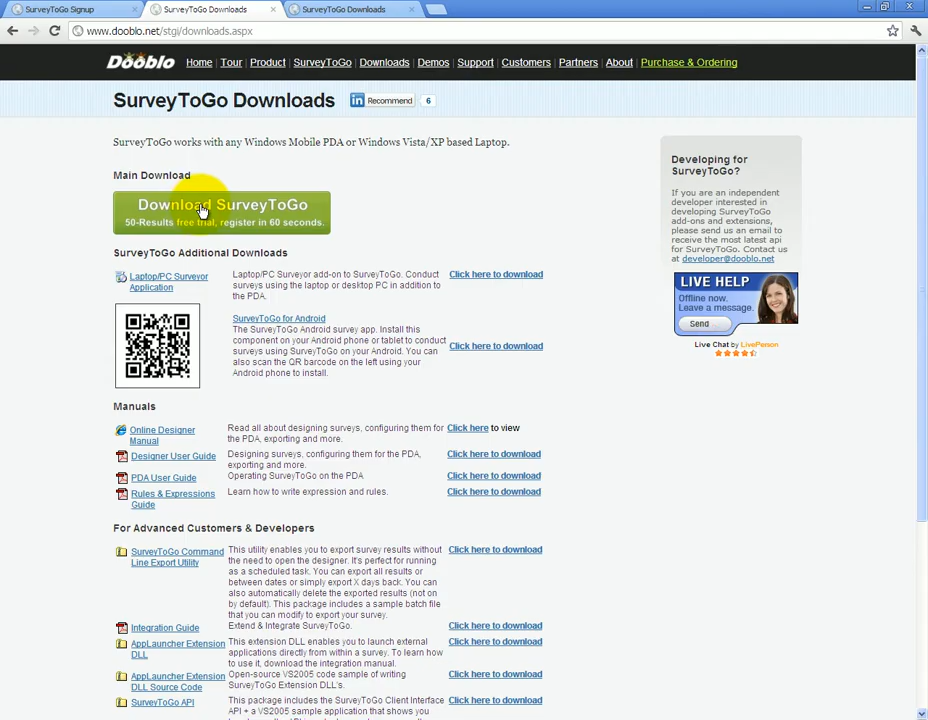 SurveyToGo Signup
SurveyToGo Downloads
SurveyToGo Downloads
www.dooblo.net/stgi/downloads.aspx
Dooblo Home Tour Product SurveyToGo Downloads Demos Support Customers Partners About Purchase & Ordering
SurveyToGo Downloads
in Recommend 6
SurveyToGo works with any Windows Mobile PDA or Windows Vista/XP based Laptop.
Main Download
Download SurveyToGo
50-Results free trial, register in 60 seconds.
SurveyToGo Additional Downloads
Laptop/PC Surveyor
Application
Laptop/PC Surveyor add-on to SurveyToGo. Conduct
surveys using the laptop or desktop PC in addition to
the PDA.
Click here to download
SurveyToGo for Android
The SurveyToGo Android survey app. Install this
component on your Android phone or tablet to conduct
surveys using SurveyToGo on your Android. You can
also scan the QR barcode on the left using your
Android phone to install.
Click here to download
Manuals
Online Designer
Manual
Read all about designing surveys, configuring them for
the PDA, exporting and more.
Click here to view
Designer User Guide
Designing surveys, configuring them for the PDA,
exporting and more.
Click here to download
PDA User Guide
Operating SurveyToGo on the PDA
Click here to download
Rules & Expressions
Guide
Learn how to write expression and rules.
Click here to download
For Advanced Customers & Developers
SurveyToGo Command
Line Export Utility
This utility enables you to export survey results without
the need to open the designer. It's perfect for running
as a scheduled task. You can export all results or
between dates or simply export X days back. You can
also automatically delete the exported results (not on
by default). This package includes a sample batch file
that you can modify to export your survey.
Click here to download
Integration Guide
Extend & Integrate SurveyToGo.
Click here to download
AppLauncher Extension
DLL
This extension DLL enables you to launch external
applications directly from within a survey. To learn how
to use it, download the integration manual.
Click here to download
AppLauncher Extension
DLL Source Code
Open-source VS2005 code sample of writing
SurveyToGo Extension DLL's.
Click here to download
SurveyToGo API
This package includes the SurveyToGo Client Interface
API + a VS2005 sample application that shows you
Click here to download
Developing for
SurveyToGo?
If you are an independent
developer interested in
developing SurveyToGo
add-ons and extensions,
please send us an email to
receive the most latest api
for SurveyToGo. Contact us
at developer@dooblo.net
LIVE HELP
Offline now.
Leave a message.
Send
Live Chat by LivePerson